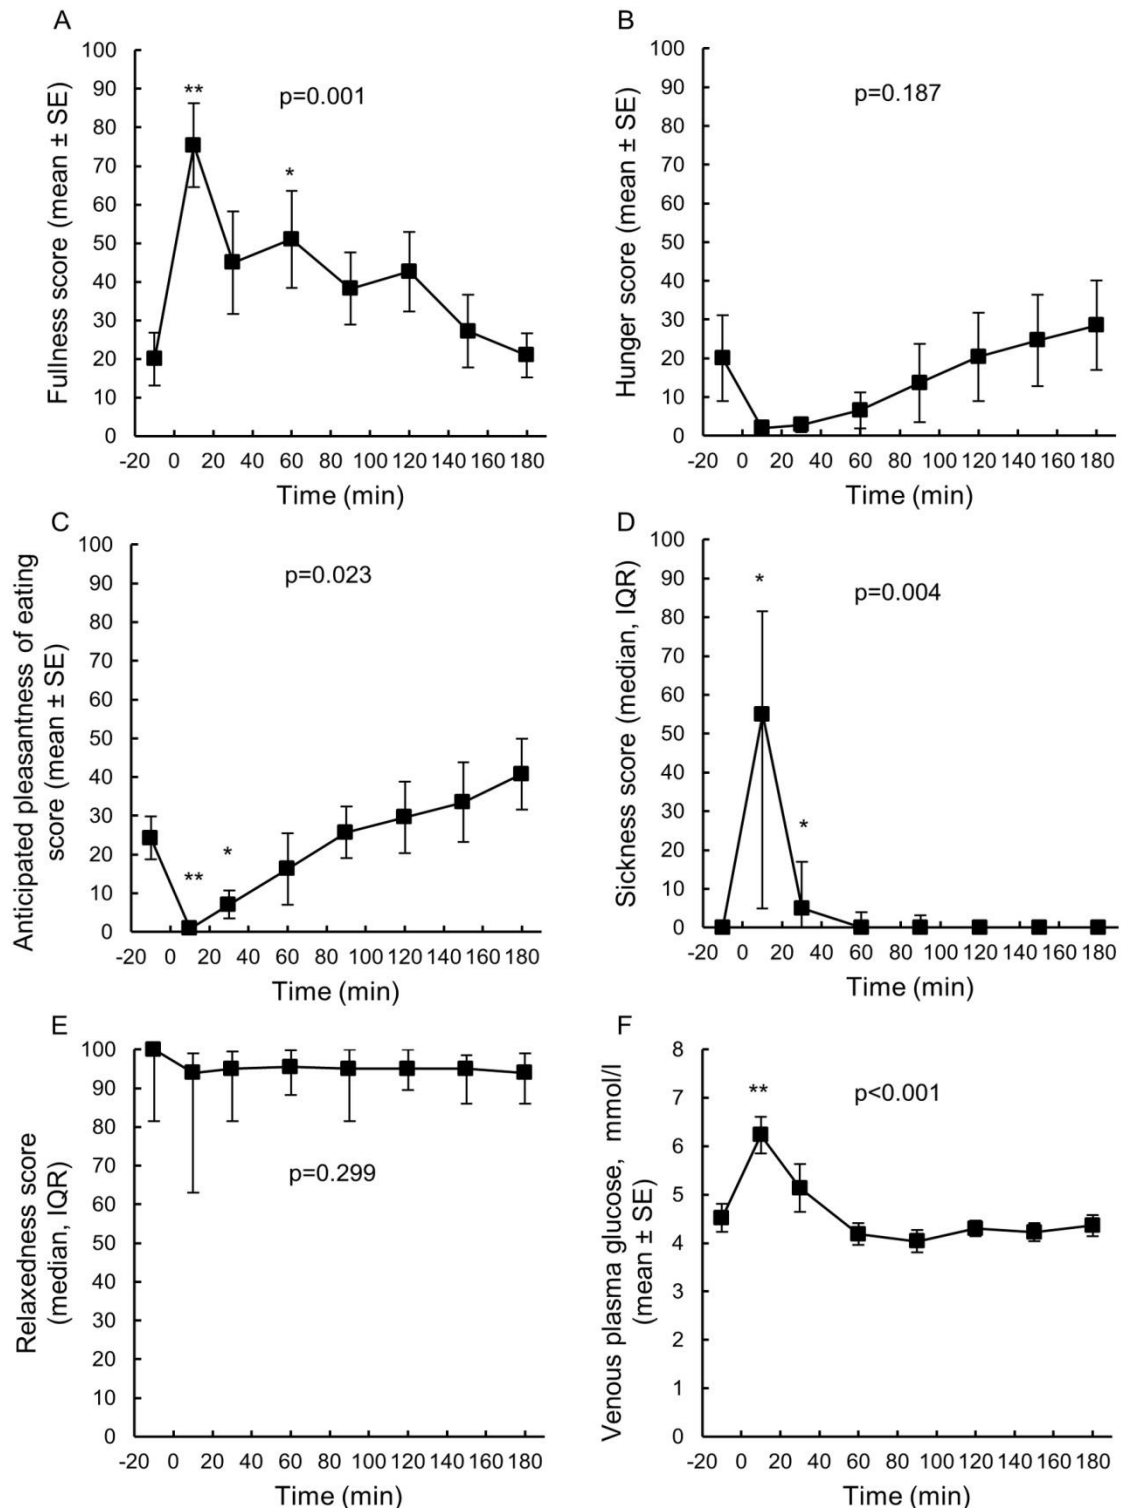 A
Fullness score (mean ± SE)
100
90
80
70
60
50
40
30
20
10
0
**
*
p=0.001
-20 0 20 40 60 80 100 120 140 160 180
Time (min)
B
Hunger score (mean ± SE)
100
90
80
70
60
50
40
30
20
10
0
p=0.187
-20 0 20 40 60 80 100 120 140 160 180
Time (min)
C
Anticipated pleasantness of eating
score (mean ± SE)
100
90
80
70
60
50
40
30
20
10
0
p=0.023
**
*
-20 0 20 40 60 80 100 120 140 160 180
Time (min)
D
Sickness score (median, IQR)
100
90
80
70
60
50
40
30
20
10
0
*
p=0.004
*
-20 0 20 40 60 80 100 120 140 160 180
Time (min)
E
Relaxedness score
(median, IQR)
100
90
80
70
60
50
40
30
20
10
0
p=0.299
-20 0 20 40 60 80 100 120 140 160 180
Time (min)
F
Venous plasma glucose, mmol/l
(mean ± SE)
8
7
6
5
4
3
2
1
0
**
p<0.001
-20 0 20 40 60 80 100 120 140 160 180
Time (min)